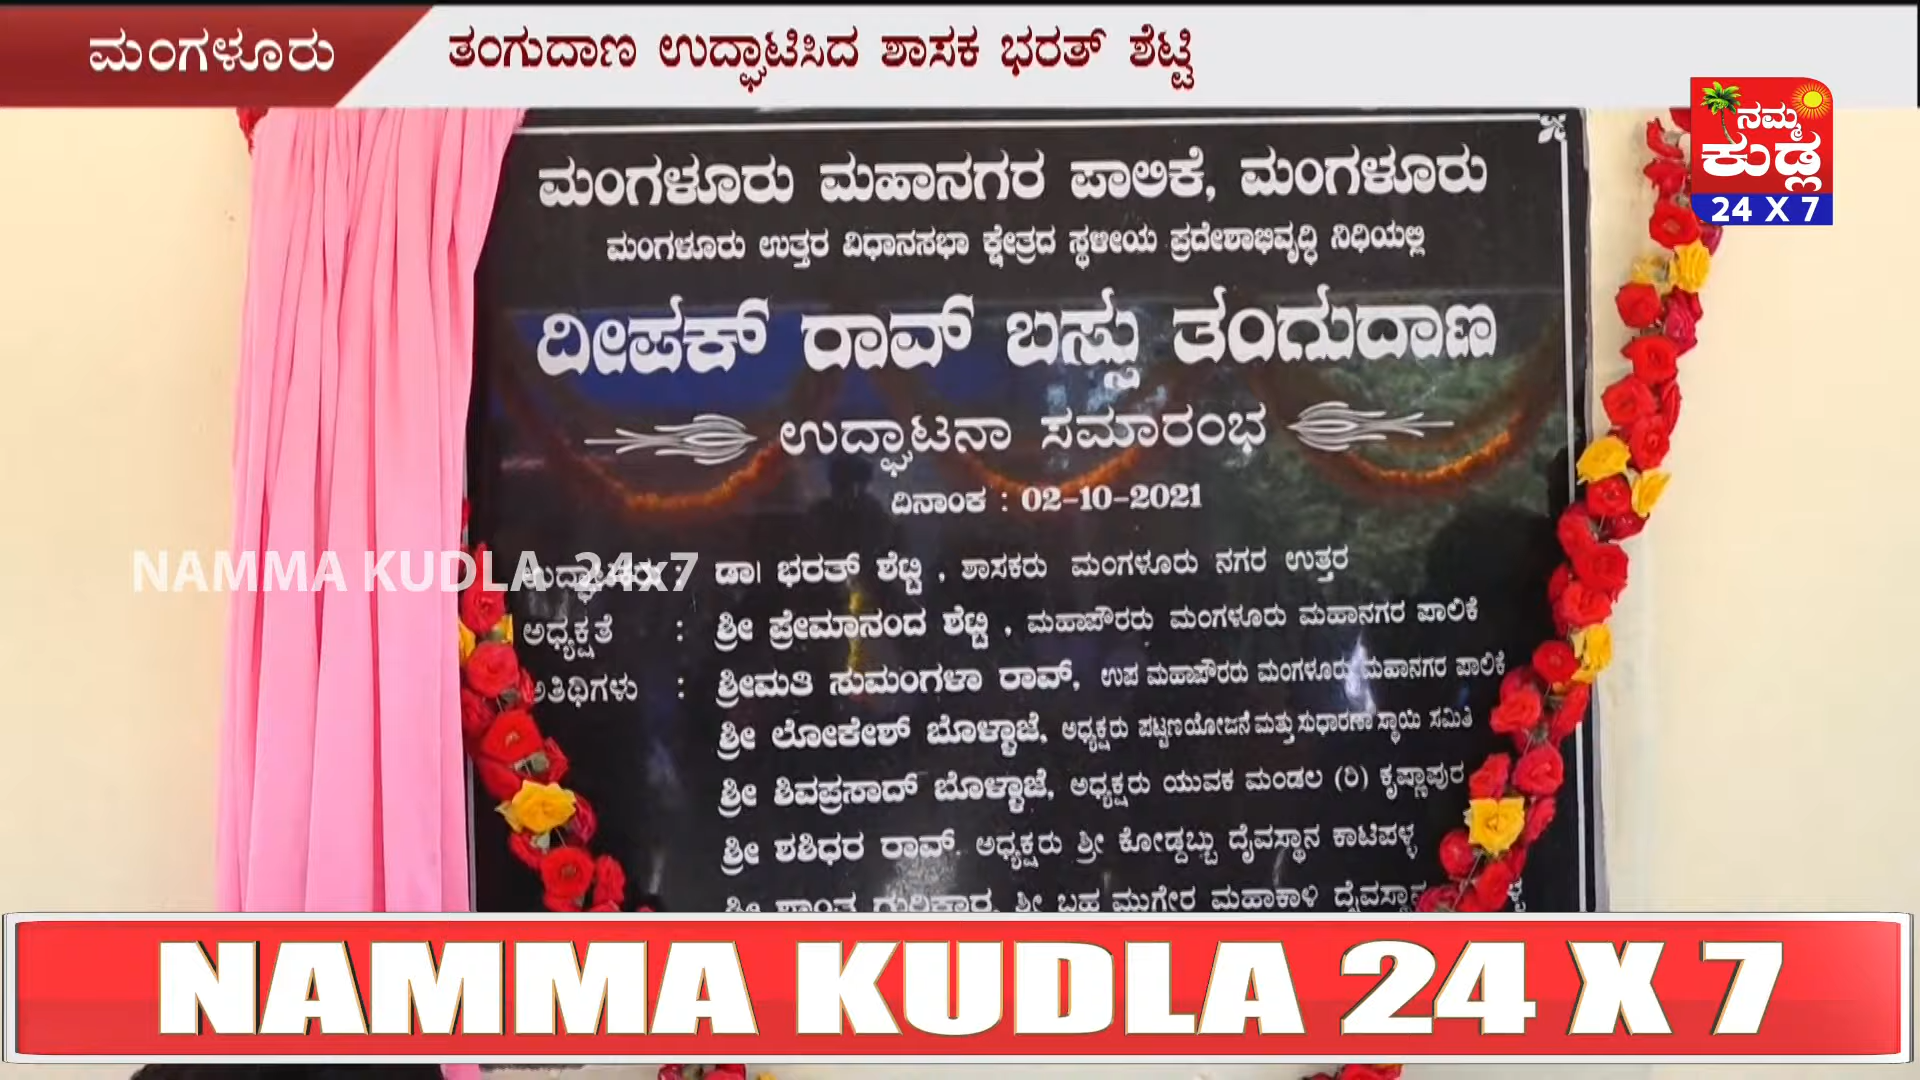 ಮಂಗಳೂರು
ತಂಗುದಾಣ ಉದ್ಘಾಟಿಸಿದ ಶಾಸಕ ಭರತ್ ಶೆಟ್ಟಿ
ನಮ್ಮ
ಕುಡ್ಲ
24 X 7
ಮಂಗಳೂರು ಮಹಾನಗರ ಪಾಲಿಕೆ, ಮಂಗಳೂರು
ಮಂಗಳೂರು ಉತ್ತರ ವಿಧಾನಸಭಾ ಕ್ಷೇತ್ರದ ಸ್ಥಳೀಯ ಪ್ರದೇಶಾಭಿವೃದ್ಧಿ ನಿಧಿಯಲ್ಲಿ
ದೀಪಕ್ ರಾವ್ ಬಸ್ಸು ತಂಗುದಾಣ
ಉದ್ಘಾಟನಾ ಸಮಾರಂಭ
ದಿನಾಂಕ : 02-10-2021
ಉದ್ಘಾಟಕರು : ಡಾ| ಭರತ್ ಶೆಟ್ಟಿ , ಶಾಸಕರು ಮಂಗಳೂರು ನಗರ ಉತ್ತರ
NAMMA KUDLA 24x7
ಅಧ್ಯಕ್ಷತೆ : ಶ್ರೀ ಪ್ರೇಮಾನಂದ ಶೆಟ್ಟಿ , ಮಹಾಪೌರರು ಮಂಗಳೂರು ಮಹಾನಗರ ಪಾಲಿಕೆ
ಅತಿಥಿಗಳು : ಶ್ರೀಮತಿ ಸುಮಂಗಳಾ ರಾವ್, ಉಪ ಮಹಾಪೌರರು ಮಂಗಳೂರು ಮಹಾನಗರ ಪಾಲಿಕೆ
ಶ್ರೀ ಲೋಕೇಶ್ ಬೊಳ್ಳಾಜೆ, ಅಧ್ಯಕ್ಷರು ಪಟ್ಟಣಯೋಜನೆ ಮತ್ತು ಸುಧಾರಣಾ ಸ್ಥಾಯಿ ಸಮಿತಿ
ಶ್ರೀ ಶಿವಪ್ರಸಾದ್ ಬೊಳ್ಳಾಜೆ, ಅಧ್ಯಕ್ಷರು ಯುವಕ ಮಂಡಲ (ರಿ) ಕೃಷ್ಣಾಪುರ
ಶ್ರೀ ಶಶಿಧರ ರಾವ್. ಅಧ್ಯಕ್ಷರು ಶ್ರೀ ಕೋಡ್ದಬ್ಬು ದೈವಸ್ಥಾನ ಕಾಟಿಪಳ್ಳ
ಶ್ರೀ ಶಾಂತ ಗುರಿಕಾರ, ಶ್ರೀ ಬ್ರಹ್ಮ ಮುಗೇರ ಮಹಾಕಾಳಿ
NAMMA KUDLA 24 X 7